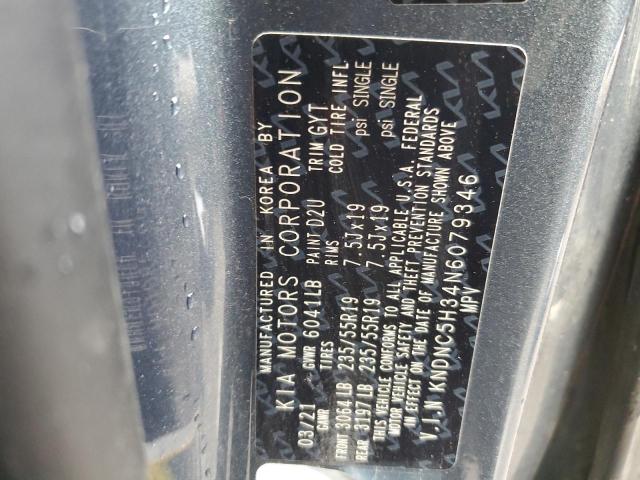 MANUFACTURED IN KOREA BY
KIA MOTORS CORPORATION
03/21 GVWR 6041LB PAINT D2U TRIM GYT
GAWR TIRES RIMS COLD TIRE INFL
FRONT 3064LB 235/55R19 7.5Jx19 psi SINGLE
REAR 3197LB 235/55R19 7.5Jx19 psi SINGLE
THIS VEHICLE CONFORMS TO ALL APPLICABLE U.S.A. FEDERAL
MOTOR VEHICLE SAFETY AND THEFT PREVENTION STANDARDS
IN EFFECT ON THE DATE OF MANUFACTURE SHOWN ABOVE
V.I.N KNDNC5H34N6079346
MPV